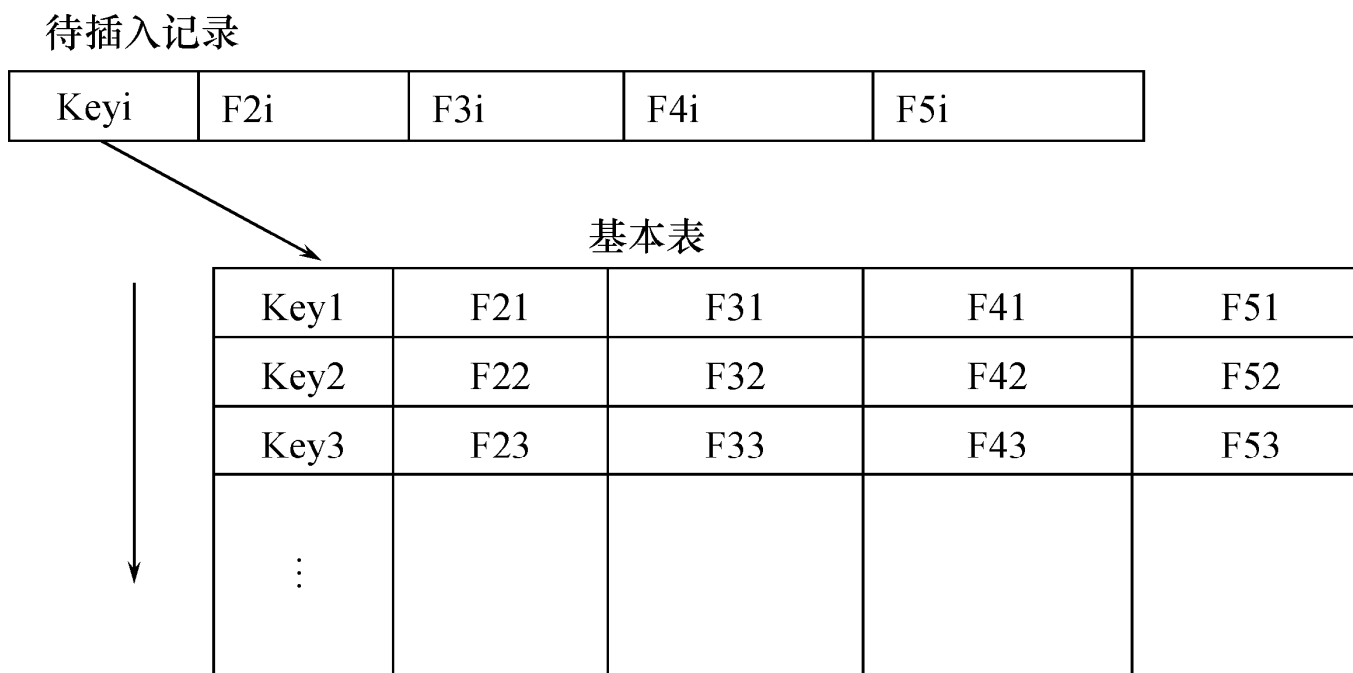 待插入记录
Keyi F2i F3i F4i F5i
基本表
Key1 F21 F31 F41 F51
Key2 F22 F32 F42 F52
Key3 F23 F33 F43 F53
⋮